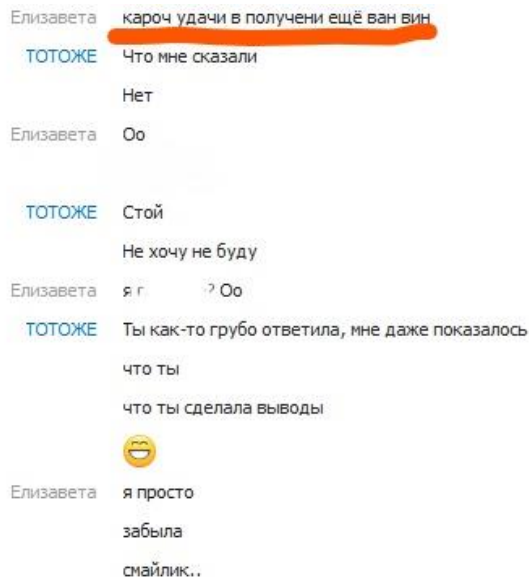 Елизавета кароч удачи в получени ещё ван вин
ТОТОЖЕ Что мне сказали
Нет
Елизавета Оо
ТОТОЖЕ Стой
Не хочу не буду
Елизавета я ? Оо
ТОТОЖЕ Ты как-то грубо ответила, мне даже показалось
что ты
что ты сделала выводы
Елизавета я просто
забыла
смайлик..